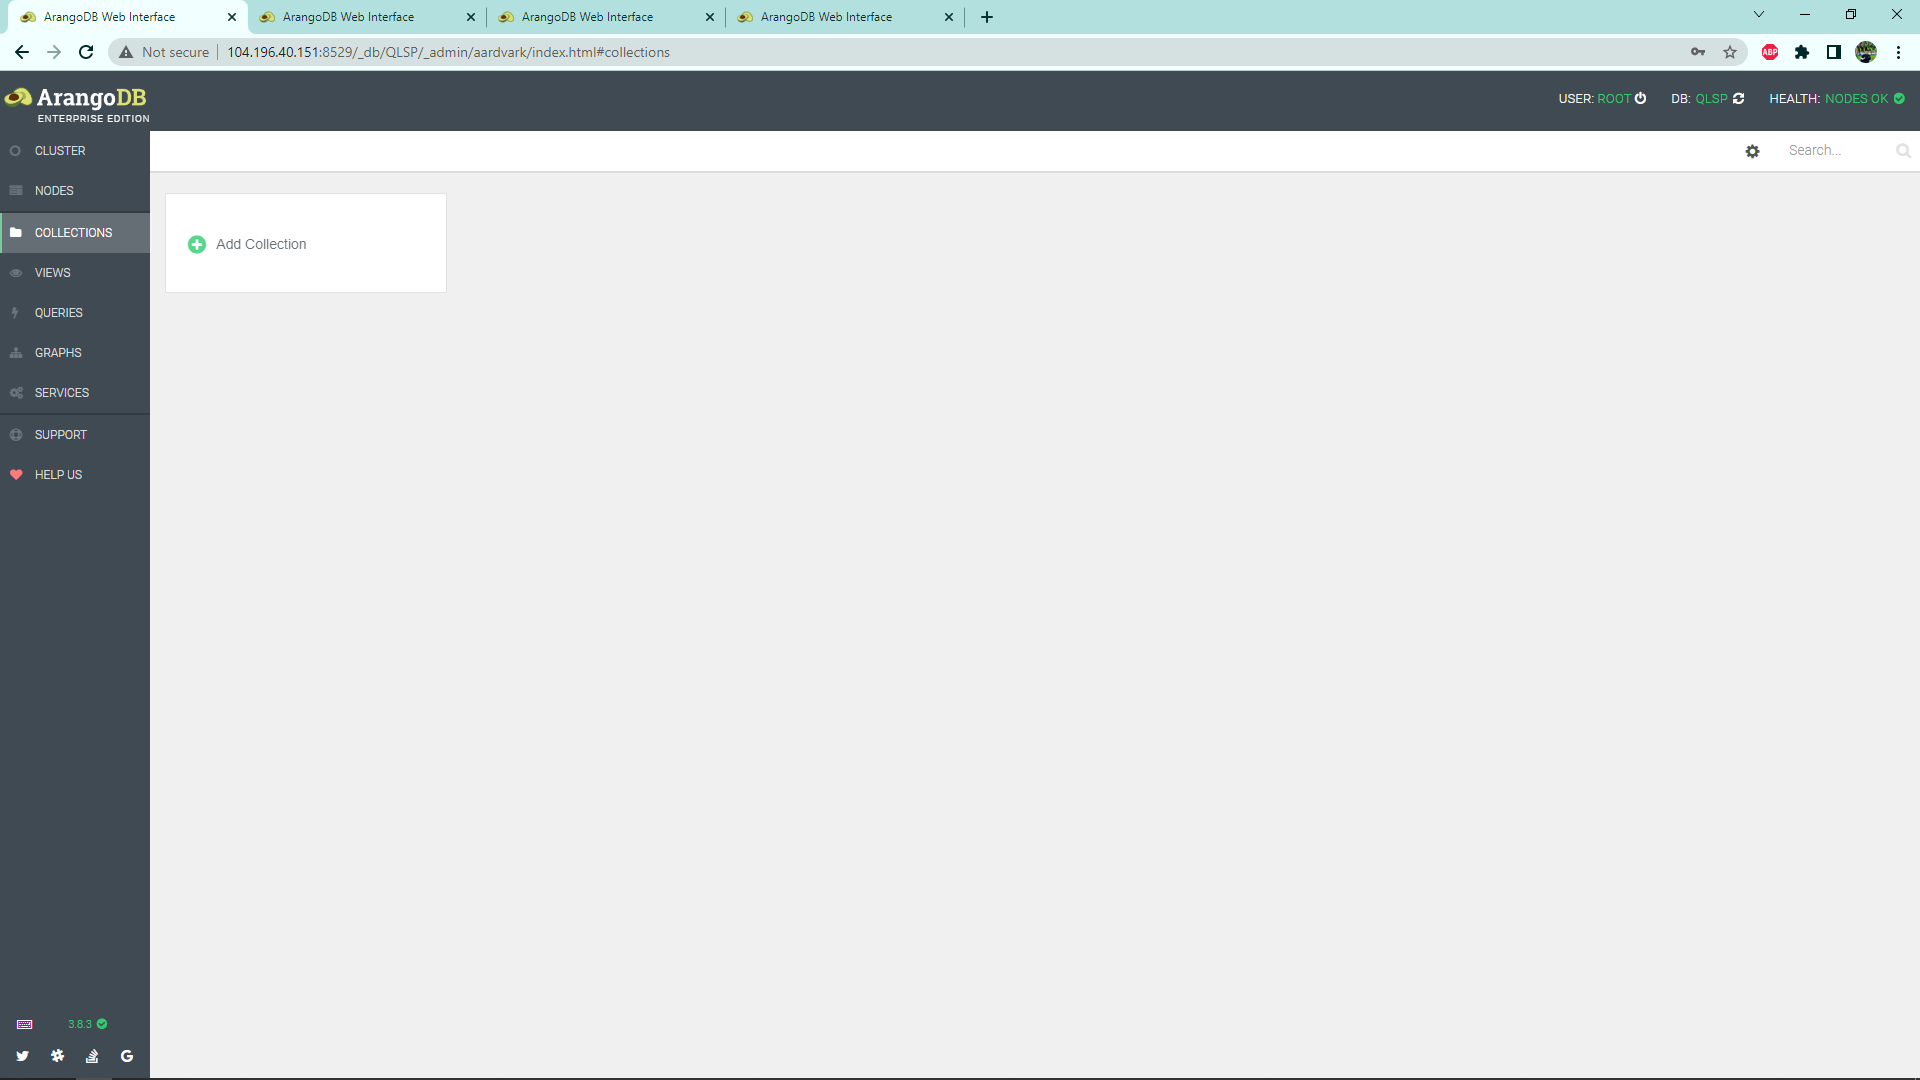 ArangoDB Web Interface
ArangoDB Web Interface
ArangoDB Web Interface
ArangoDB Web Interface
Not secure
104.196.40.151:8529/_db/QLSP/_admin/aardvark/index.html#collections
ABP
ArangoDB
ENTERPRISE EDITION
USER: ROOT
DB: QLSP
HEALTH: NODES OK
CLUSTER
Search...
NODES
COLLECTIONS
Add Collection
VIEWS
QUERIES
GRAPHS
SERVICES
SUPPORT
HELP US
3.8.3